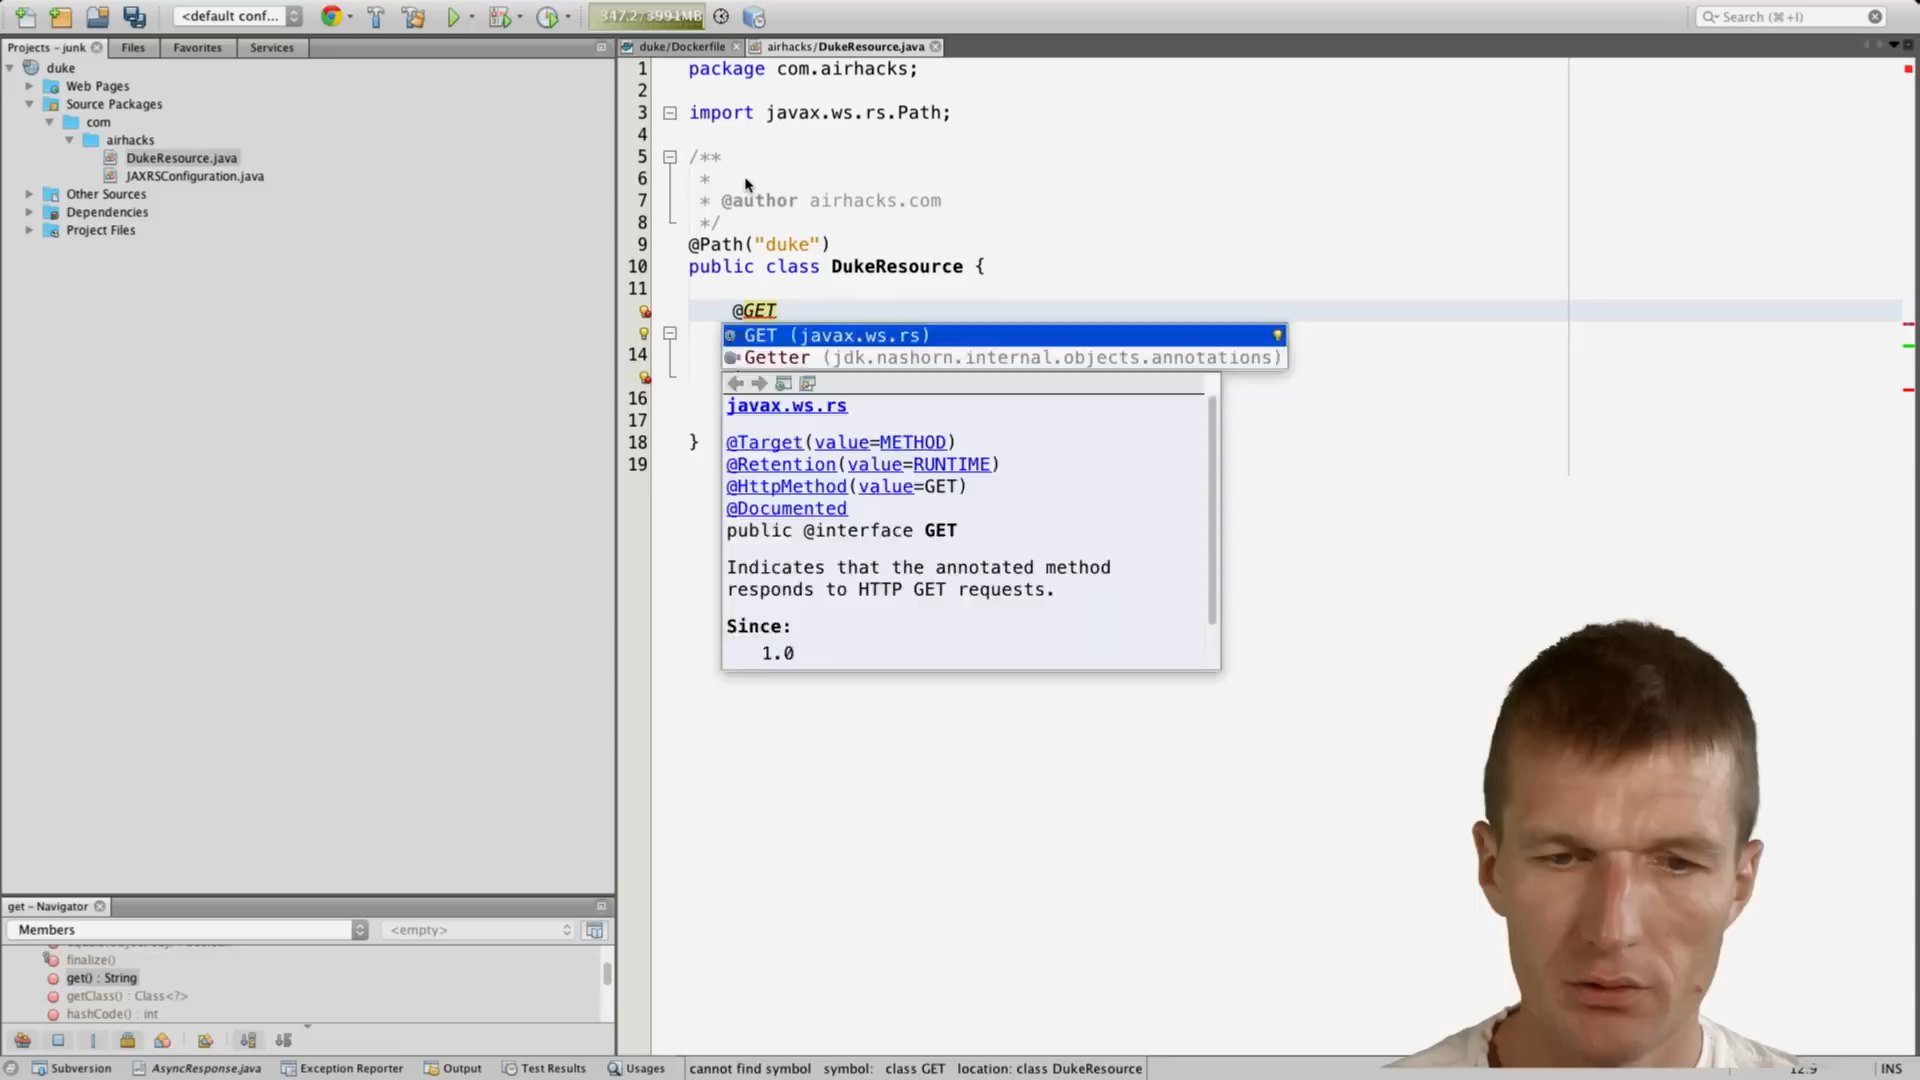 <default conf...
347.2/3991MB
Search (⌘+I)
Projects – junk
Files
Favorites
Services
duke/Dockerfile
airhacks/DukeResource.java
duke
Web Pages
Source Packages
com
airhacks
DukeResource.java
JAXRSConfiguration.java
Other Sources
Dependencies
Project Files
1 package com.airhacks;
2
3 import javax.ws.rs.Path;
4
5 /**
6 *
7 * @author airhacks.com
8 */
9 @Path("duke")
10 public class DukeResource {
11
@GET
GET (javax.ws.rs)
14 Getter (jdk.nashorn.internal.objects.annotations)
16 javax.ws.rs
17
18 } @Target(value=METHOD)
19 @Retention(value=RUNTIME)
@HttpMethod(value=GET)
@Documented
public @interface GET
Indicates that the annotated method
responds to HTTP GET requests.
Since:
1.0
get – Navigator
Members
<empty>
finalize()
get() : String
getClass() : Class<?>
hashCode() : int
Subversion
AsyncResponse.java
Exception Reporter
Output
Test Results
Usages
cannot find symbol symbol: class GET location: class DukeResource
12:9
INS